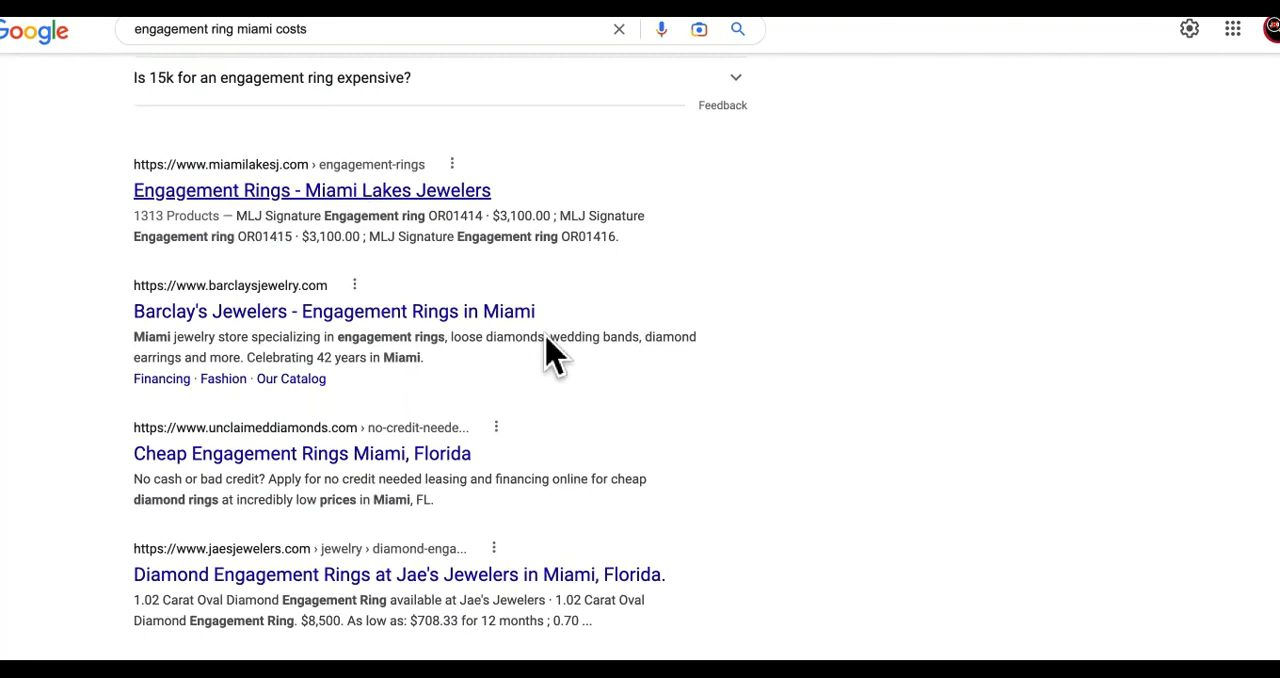 Google
engagement ring miami costs
Is 15k for an engagement ring expensive?
Feedback
https://www.miamilakesj.com › engagement-rings
Engagement Rings - Miami Lakes Jewelers
1313 Products — MLJ Signature Engagement ring OR01414 · $3,100.00 ; MLJ Signature
Engagement ring OR01415 · $3,100.00 ; MLJ Signature Engagement ring OR01416.
https://www.barclaysjewelry.com
Barclay's Jewelers - Engagement Rings in Miami
Miami jewelry store specializing in engagement rings, loose diamonds, wedding bands, diamond
earrings and more. Celebrating 42 years in Miami.
Financing · Fashion · Our Catalog
https://www.unclaimeddiamonds.com › no-credit-neede...
Cheap Engagement Rings Miami, Florida
No cash or bad credit? Apply for no credit needed leasing and financing online for cheap
diamond rings at incredibly low prices in Miami, FL.
https://www.jaesjewelers.com › jewelry › diamond-enga...
Diamond Engagement Rings at Jae's Jewelers in Miami, Florida.
1.02 Carat Oval Diamond Engagement Ring available at Jae's Jewelers · 1.02 Carat Oval
Diamond Engagement Ring. $8,500. As low as: $708.33 for 12 months ; 0.70 ...